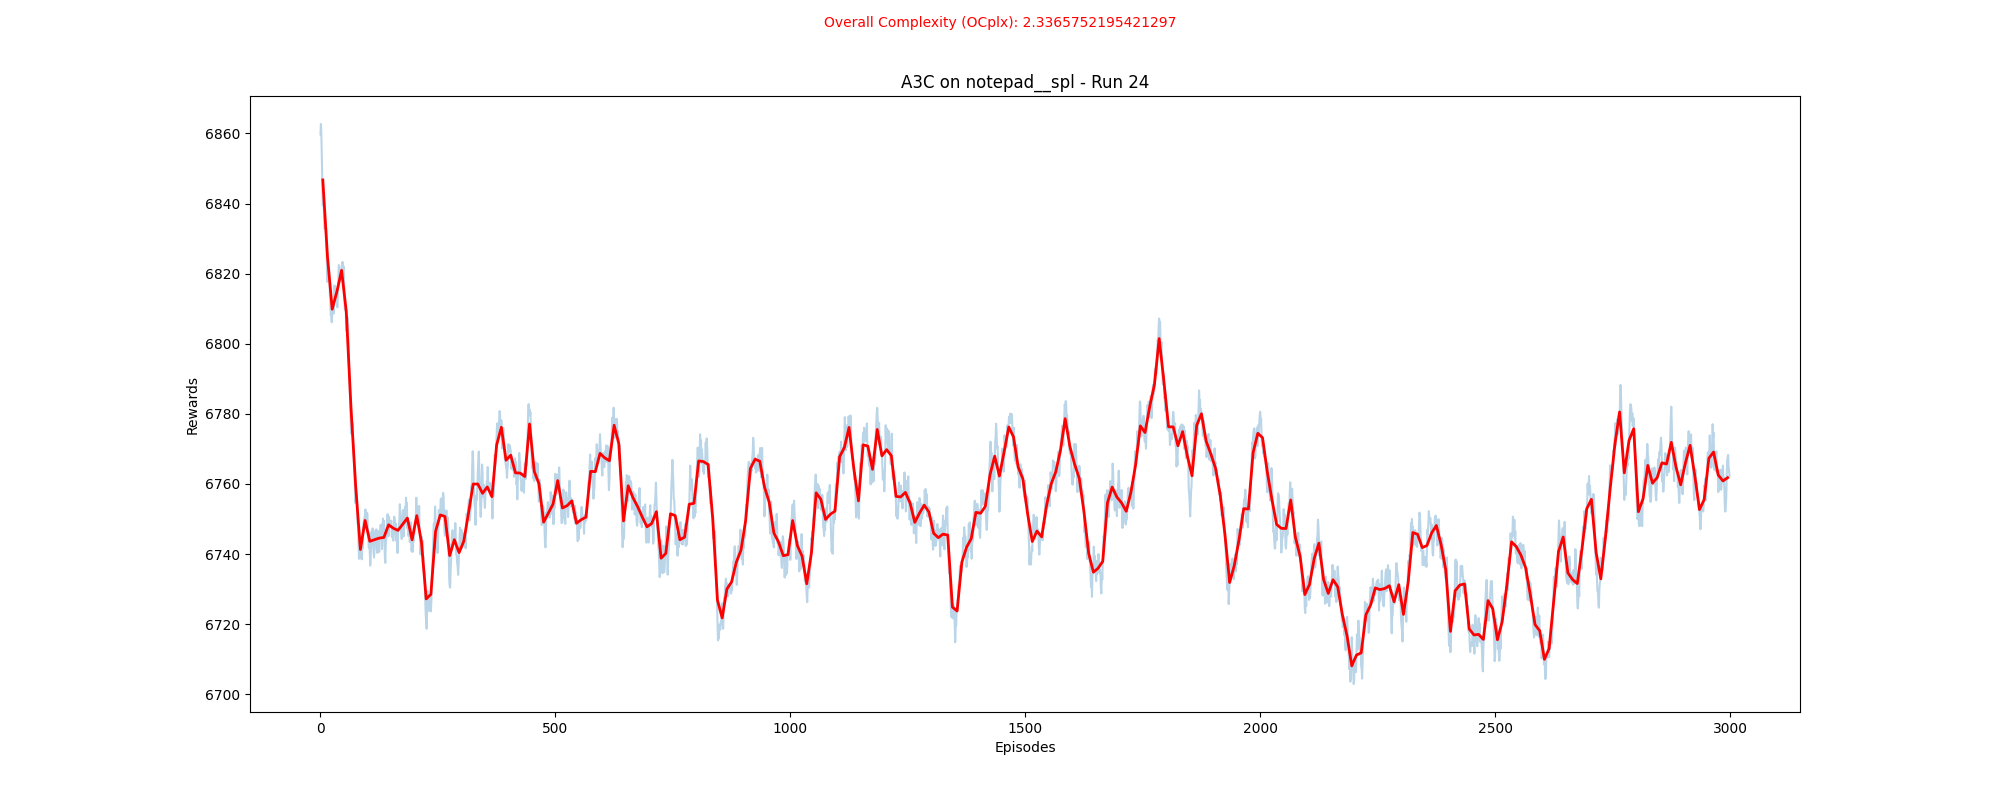 Overall Complexity (OCplx): 2.3365752195421297
A3C on notepad__spl - Run 24
6860
6840
6820
6800
6780
6760
6740
6720
6700
Rewards
0 500 1000 1500 2000 2500 3000
Episodes